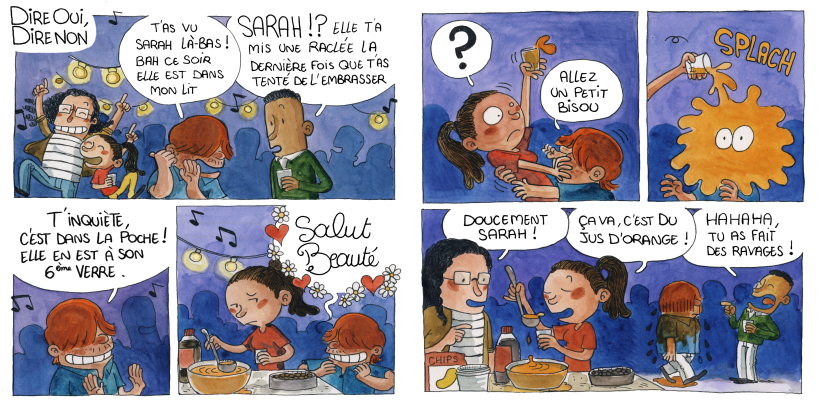 DIRE OUI,
DIRE NON
T'AS VU
SARAH LÀ-BAS !
BAH CE SOIR
ELLE EST DANS
MON LIT
SARAH !? ELLE T'A
MIS UNE RACLÉE LA
DERNIÈRE FOIS QUE T'AS
TENTÉ DE L'EMBRASSER
T'INQUIÈTE,
C'EST DANS LA POCHE !
ELLE EN EST À SON
6ème VERRE.
Salut
Beauté
?
ALLEZ
UN PETIT
BISOU
SPLACH
DOUCEMENT
SARAH !
ÇA VA, C'EST DU
JUS D'ORANGE !
HAHAHA,
TU AS FAIT
DES RAVAGES !
CHIPS